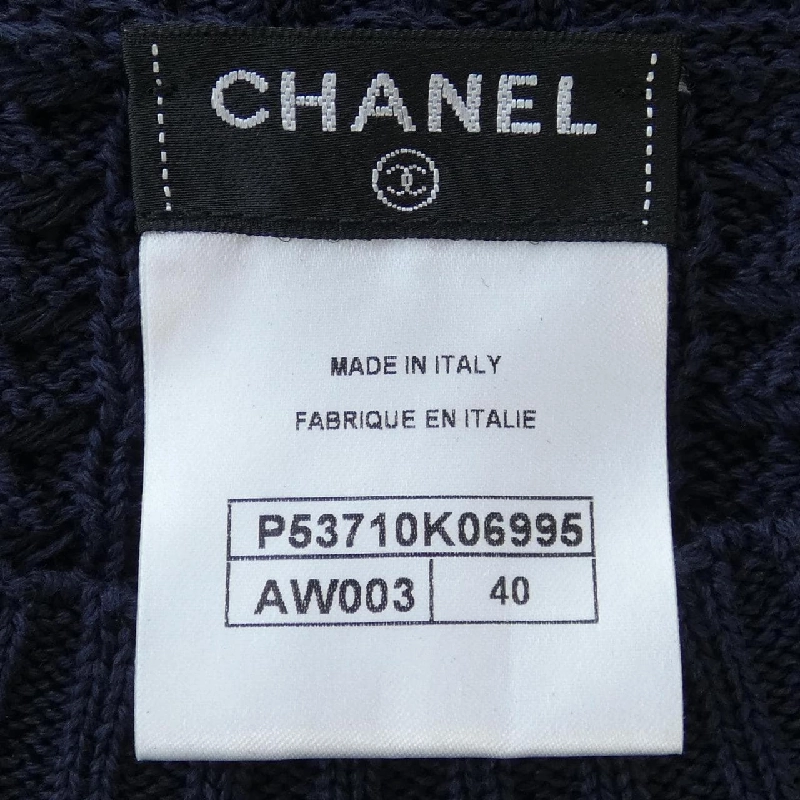 CHANEL
MADE IN ITALY
FABRIQUE EN ITALIE
P53710K06995
AW003 40